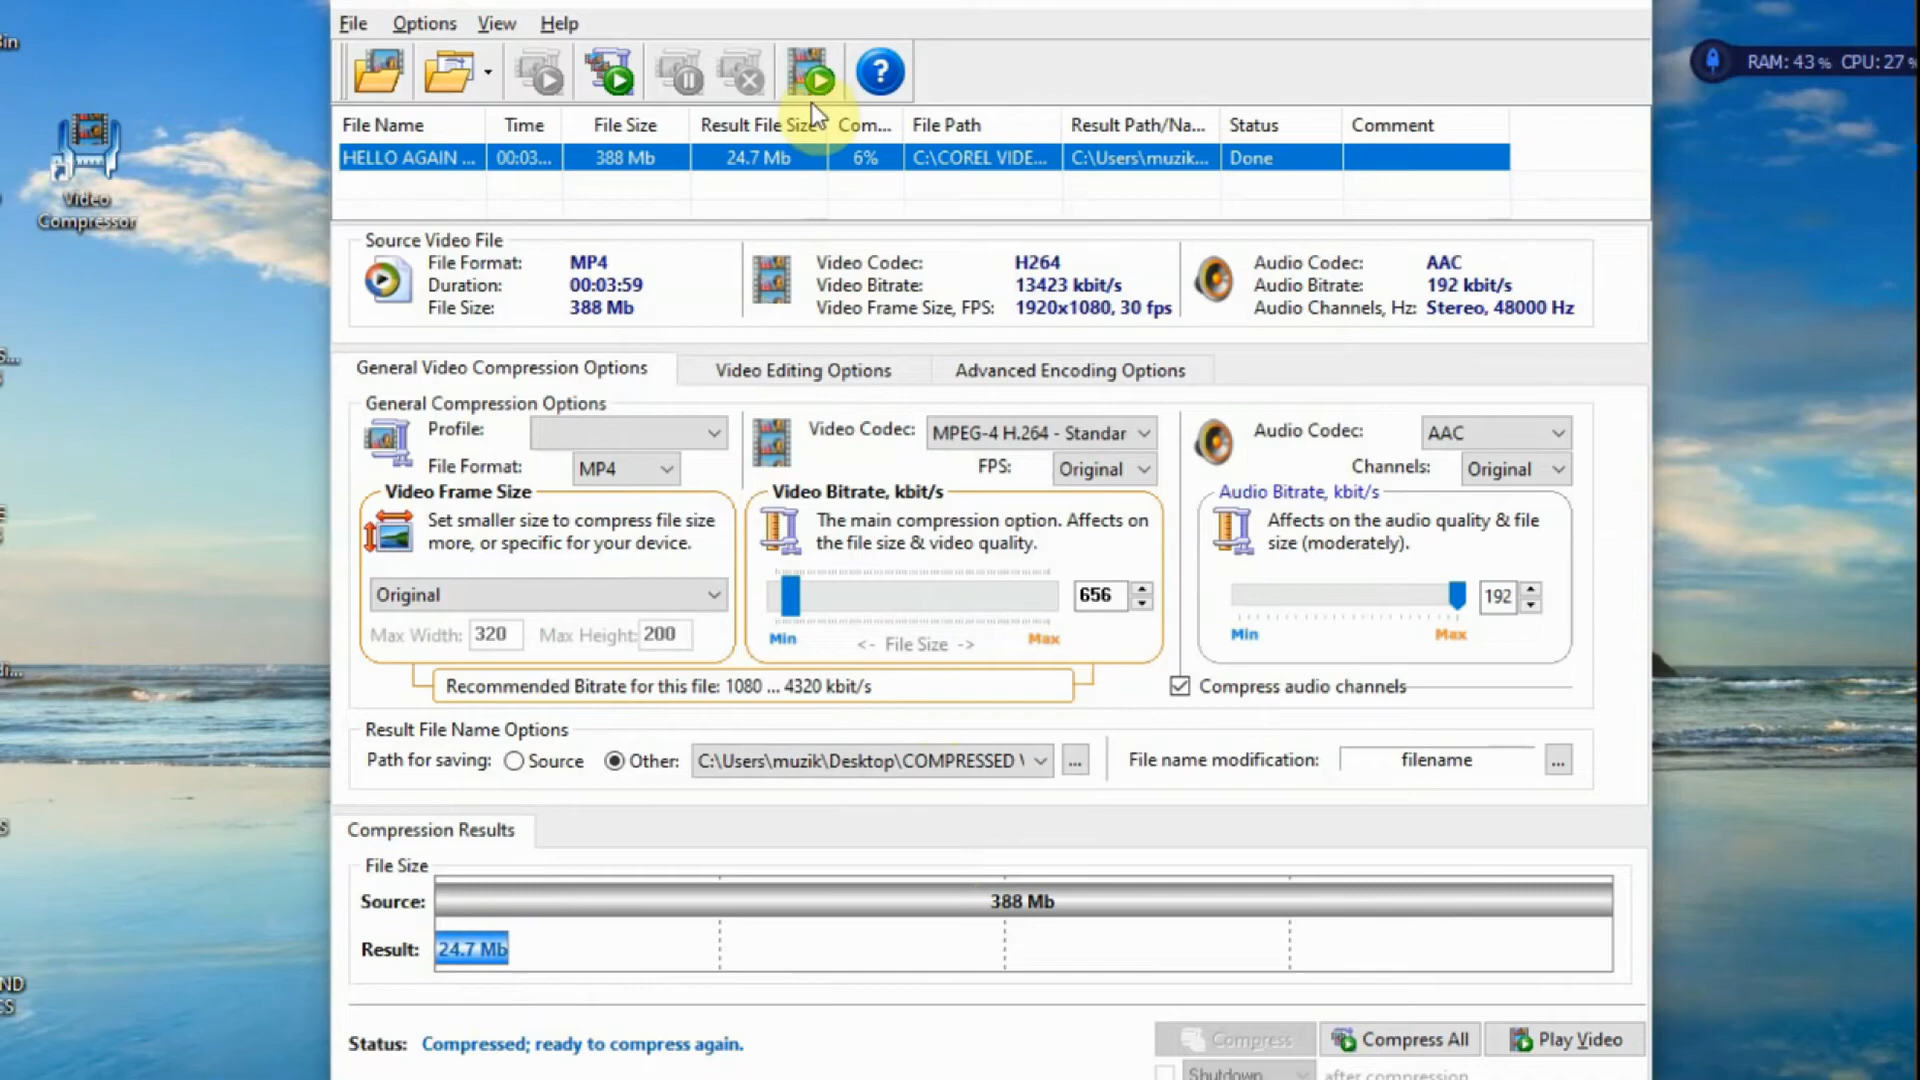 File Options View Help
RAM: 43 % CPU: 27 %
File Name Time File Size Result File Size Com... File Path Result Path/Na... Status Comment
HELLO AGAIN ... 00:03... 388 Mb 24.7 Mb 6% C:\COREL VIDE... C:\Users\muzik... Done
Video
Compressor
Source Video File
File Format: MP4 Video Codec: H264 Audio Codec: AAC
Duration: 00:03:59 Video Bitrate: 13423 kbit/s Audio Bitrate: 192 kbit/s
File Size: 388 Mb Video Frame Size, FPS: 1920x1080, 30 fps Audio Channels, Hz: Stereo, 48000 Hz
General Video Compression Options Video Editing Options Advanced Encoding Options
General Compression Options
Profile: Video Codec: MPEG-4 H.264 - Standar Audio Codec: AAC
File Format: MP4 FPS: Original Channels: Original
Video Frame Size Video Bitrate, kbit/s Audio Bitrate, kbit/s
Set smaller size to compress file size The main compression option. Affects on Affects on the audio quality & file
more, or specific for your device. the file size & video quality. size (moderately).
Original 656 192
Max Width: 320 Max Height: 200 Min <- File Size -> Max Min Max
Recommended Bitrate for this file: 1080 ... 4320 kbit/s Compress audio channels
Result File Name Options
Path for saving: Source Other: C:\Users\muzik\Desktop\COMPRESSED \ ... File name modification: filename ...
Compression Results
File Size
Source: 388 Mb
Result: 24.7 Mb
Status: Compressed; ready to compress again. Compress Compress All Play Video
Shutdown after compression